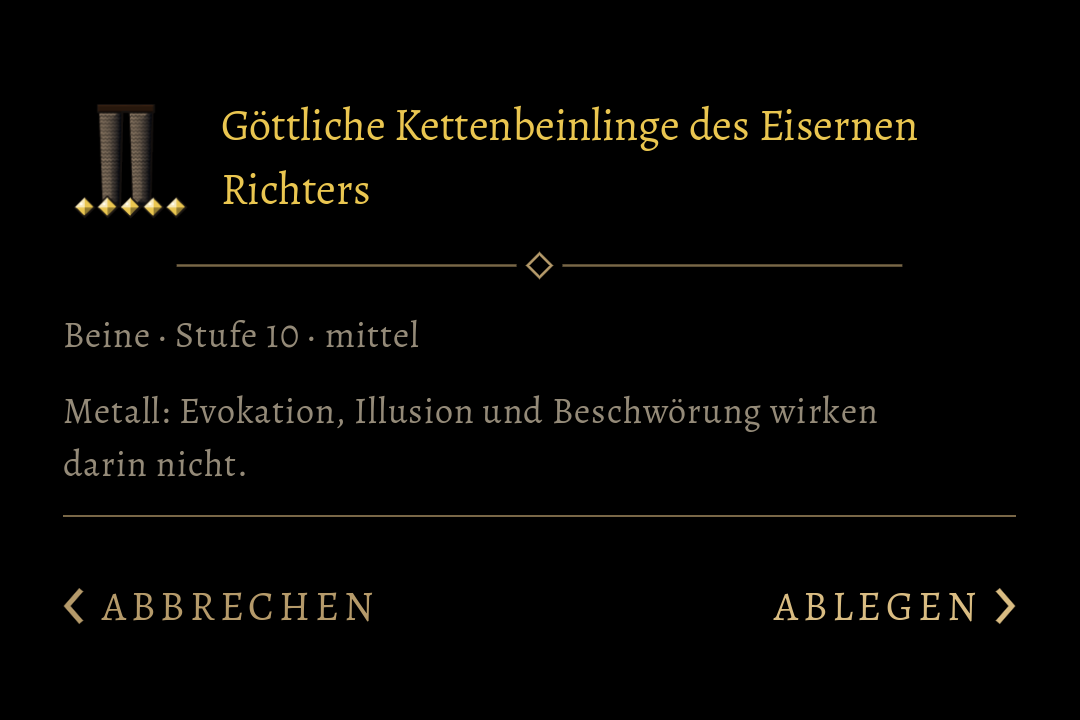 Göttliche Kettenbeinlinge des Eisernen
Richters
Beine · Stufe 10 · mittel
Metall: Evokation, Illusion und Beschwörung wirken
darin nicht.
ABBRECHEN
ABLEGEN